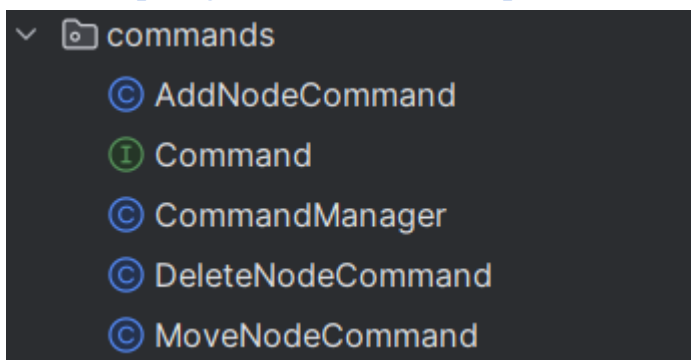 commands
C AddNodeCommand
I Command
C CommandManager
C DeleteNodeCommand
C MoveNodeCommand